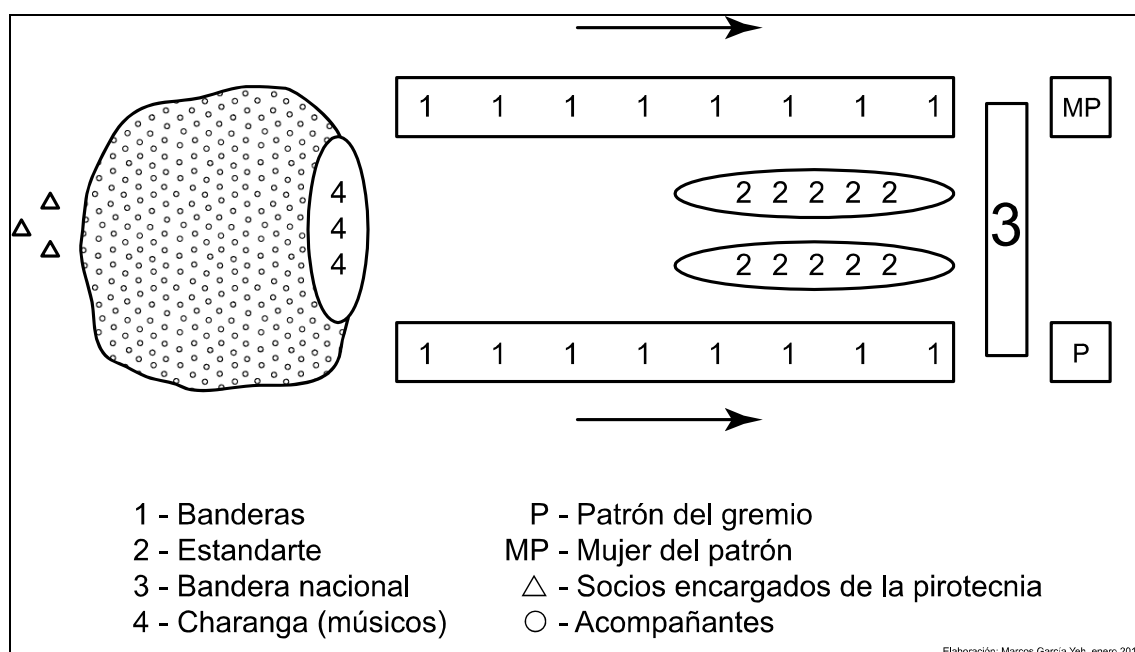 1 1 1 1 1 1 1 1
MP
2 2 2 2 2
4
4
4
3
2 2 2 2 2
1 1 1 1 1 1 1 1
P
1 - Banderas
2 - Estandarte
3 - Bandera nacional
4 - Charanga (músicos)
P - Patrón del gremio
MP - Mujer del patrón
△ - Socios encargados de la pirotecnia
○ - Acompañantes
Elaboración: Marcos García Yeh, enero 201